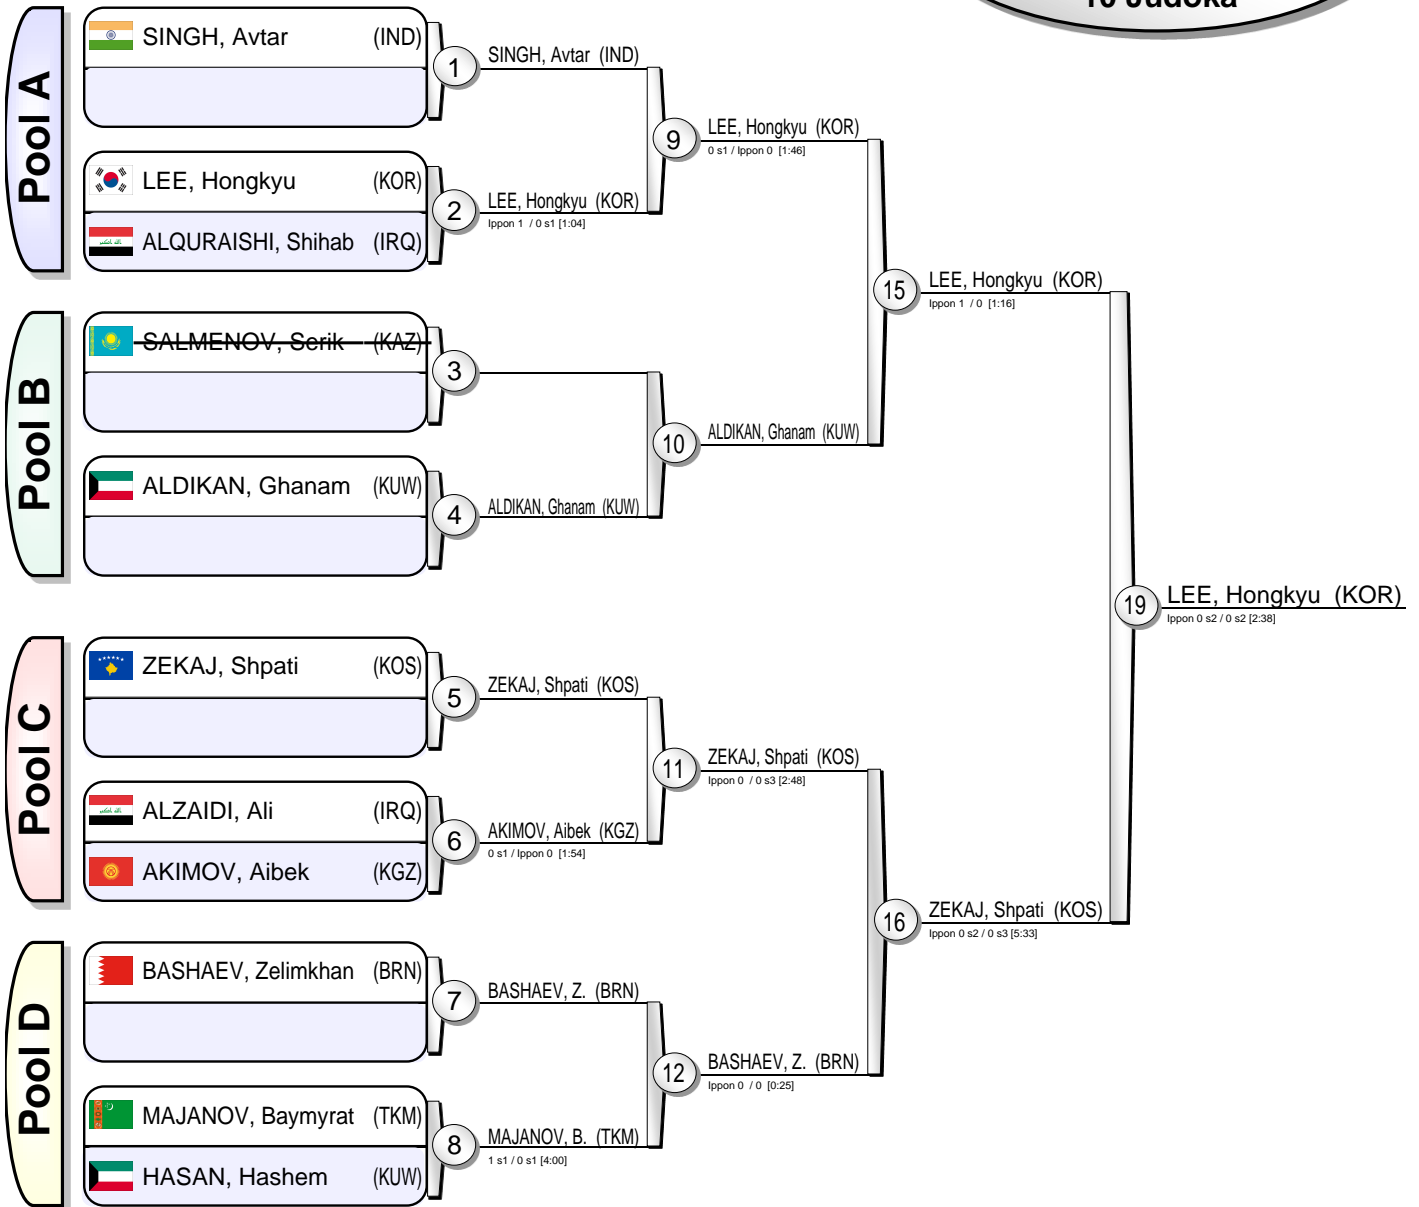 10 Judoka
Pool A
SINGH, Avtar (IND)
1
SINGH, Avtar (IND)
LEE, Hongkyu (KOR)
ALQURAISHI, Shihab (IRQ)
2
LEE, Hongkyu (KOR)
Ippon 1 / 0 s1 [1:04]
9
LEE, Hongkyu (KOR)
0 s1 / Ippon 0 [1:46]
Pool B
SALMENOV, Serik (KAZ)
3
ALDIKAN, Ghanam (KUW)
4
ALDIKAN, Ghanam (KUW)
10
ALDIKAN, Ghanam (KUW)
15
LEE, Hongkyu (KOR)
Ippon 1 / 0 [1:16]
Pool C
ZEKAJ, Shpati (KOS)
5
ZEKAJ, Shpati (KOS)
ALZAIDI, Ali (IRQ)
AKIMOV, Aibek (KGZ)
6
AKIMOV, Aibek (KGZ)
0 s1 / Ippon 0 [1:54]
11
ZEKAJ, Shpati (KOS)
Ippon 0 / 0 s3 [2:48]
Pool D
BASHAEV, Zelimkhan (BRN)
7
BASHAEV, Z. (BRN)
MAJANOV, Baymyrat (TKM)
HASAN, Hashem (KUW)
8
MAJANOV, B. (TKM)
1 s1 / 0 s1 [4:00]
12
BASHAEV, Z. (BRN)
Ippon 0 / 0 [0:25]
16
ZEKAJ, Shpati (KOS)
Ippon 0 s2 / 0 s3 [5:33]
19
LEE, Hongkyu (KOR)
Ippon 0 s2 / 0 s2 [2:38]